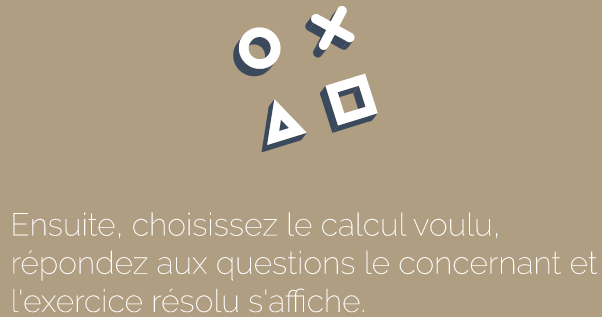 Ensuite, choisissez le calcul voulu,
répondez aux questions le concernant et
l'exercice résolu s'affiche.